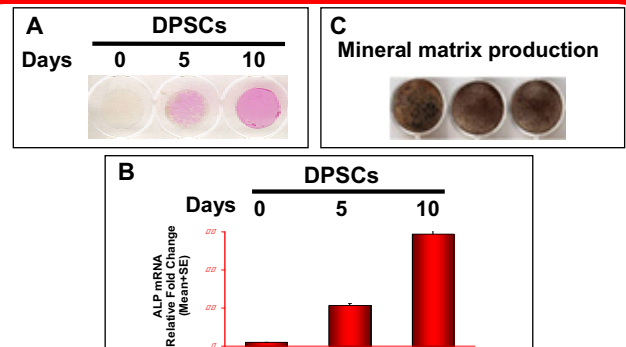 A
DPSCs
Days 0 5 10
C
Mineral matrix production
B
DPSCs
Days 0 5 10
ALP mRNA
Relative Fold Change
(Mean+SE)